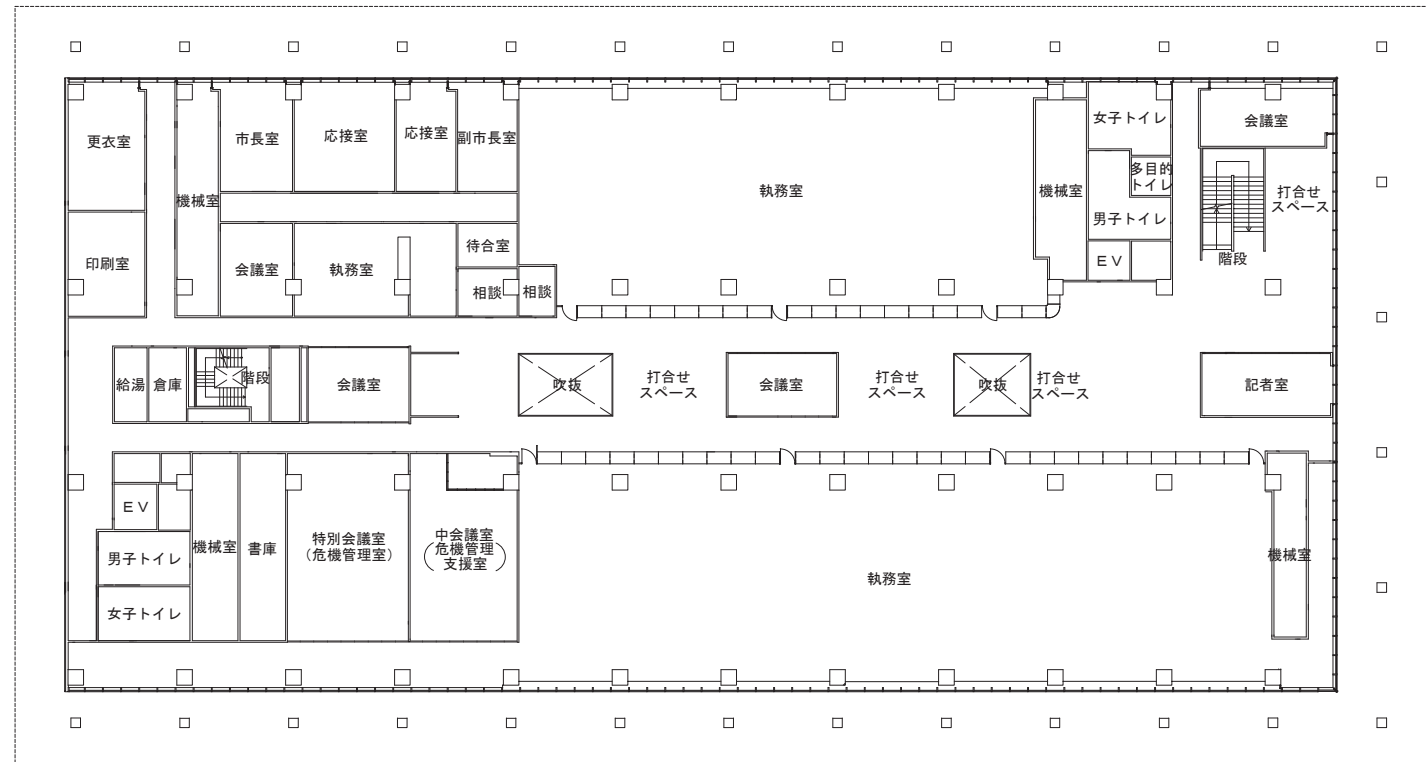 更衣室
市長室
応接室
応接室
副市長室
機械室
執務室
機械室
女子トイレ
多目的
トイレ
男子トイレ
ＥＶ
会議室
打合せ
スペース
階段
印刷室
会議室
執務室
待合室
相談
相談
給湯
倉庫
階段
会議室
吹抜
打合せ
スペース
会議室
打合せ
スペース
吹抜
打合せ
スペース
記者室
ＥＶ
男子トイレ
女子トイレ
機械室
書庫
特別会議室
（危機管理室）
中会議室
（危機管理
支援室）
執務室
機械室